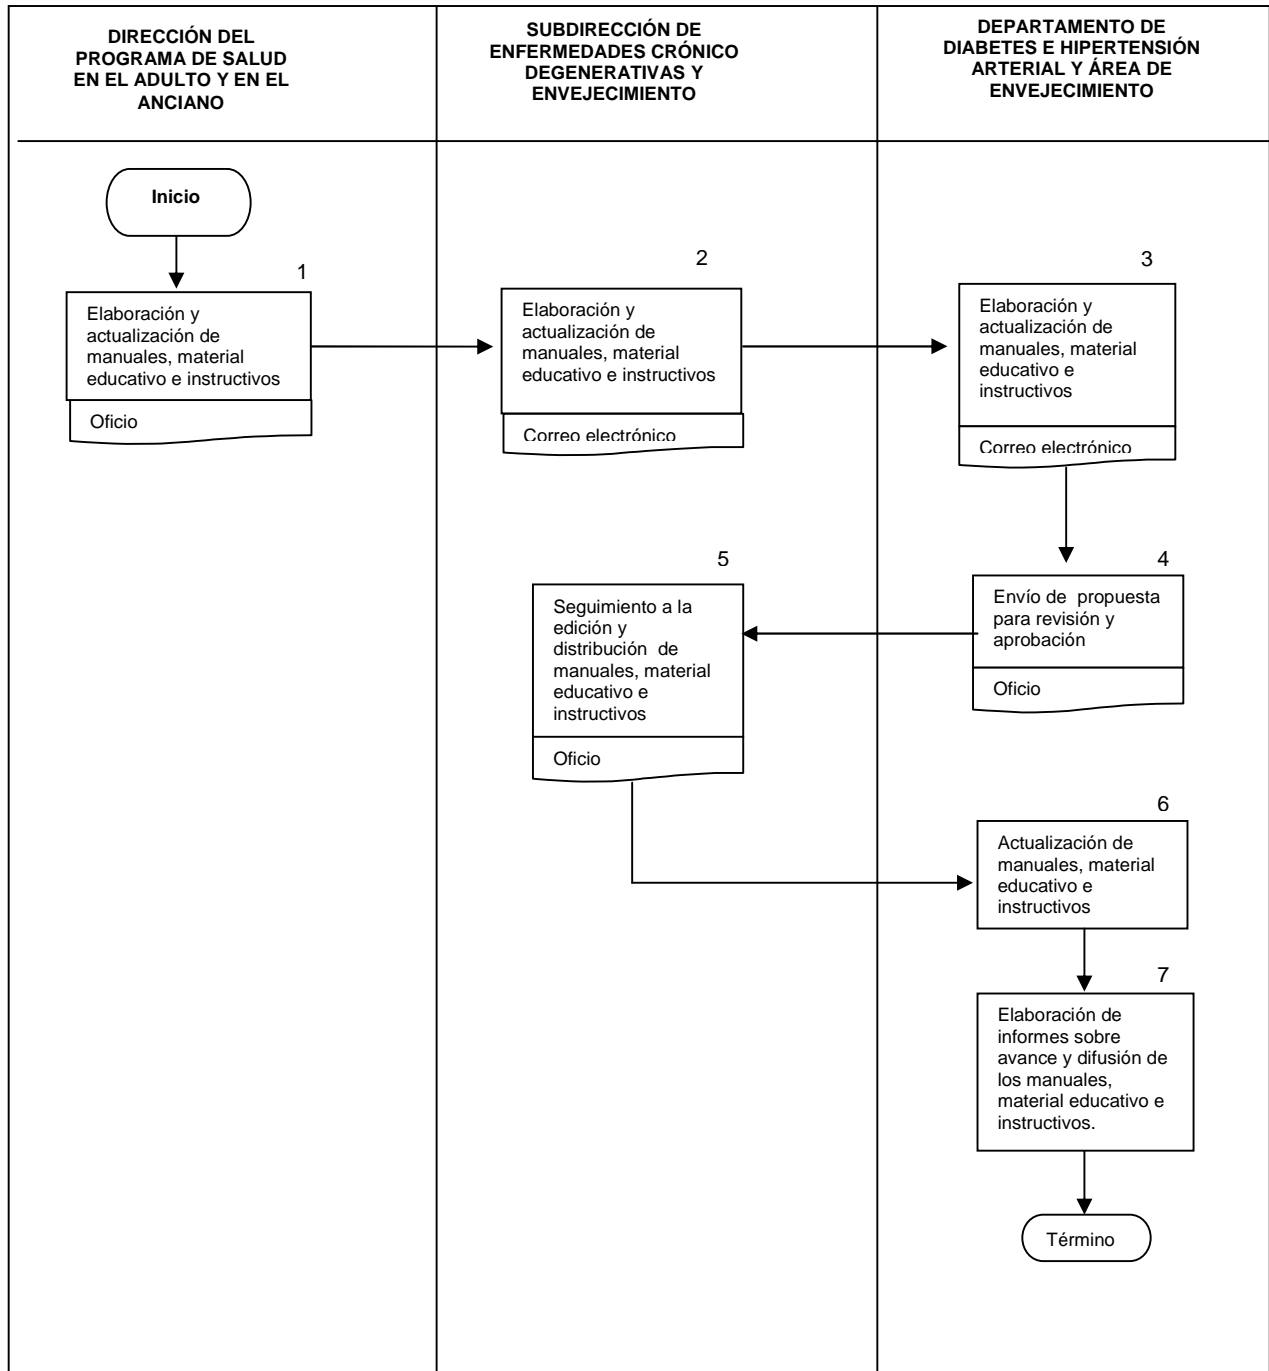 DIRECCIÓN DEL
PROGRAMA DE SALUD
EN EL ADULTO Y EN EL
ANCIANO
SUBDIRECCIÓN DE
ENFERMEDADES CRÓNICO
DEGENERATIVAS Y
ENVEJECIMIENTO
DEPARTAMENTO DE
DIABETES E HIPERTENSIÓN
ARTERIAL Y ÁREA DE
ENVEJECIMIENTO
Inicio
1
Elaboración y
actualización de
manuales, material
educativo e instructivos
Oficio
2
Elaboración y
actualización de
manuales, material
educativo e instructivos
Correo electrónico
3
Elaboración y
actualización de
manuales, material
educativo e
instructivos
Correo electrónico
4
Envío de propuesta
para revisión y
aprobación
Oficio
5
Seguimiento a la
edición y
distribución de
manuales, material
educativo e
instructivos
Oficio
6
Actualización de
manuales, material
educativo e
instructivos
7
Elaboración de
informes sobre
avance y difusión de
los manuales,
material educativo e
instructivos.
Término